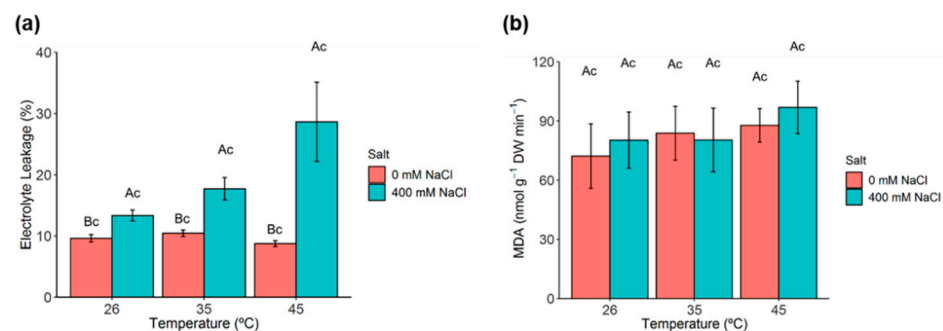 (a)
40
30
20
10
0
Electrolyte Leakage (%)
Bc
Ac
Bc
Ac
Bc
Ac
26
35
45
Temperature (ºC)
Salt
0 mM NaCl
400 mM NaCl
(b)
120
90
60
30
0
MDA (nmol g⁻¹ DW min⁻¹)
Ac
Ac
Ac
Ac
Ac
Ac
26
35
45
Temperature (ºC)
Salt
0 mM NaCl
400 mM NaCl